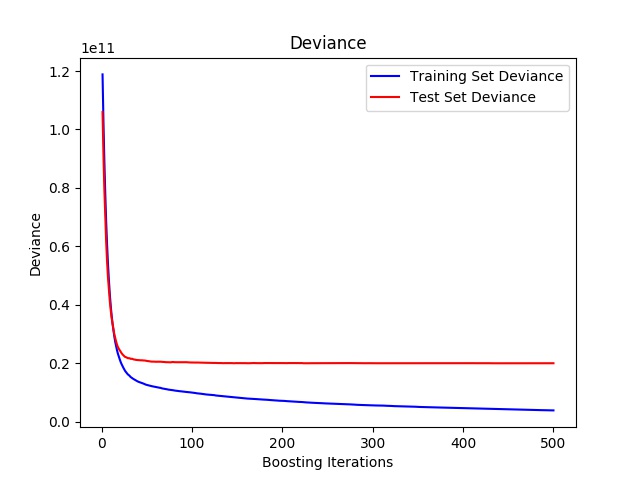 Deviance
1e11
Training Set Deviance
Test Set Deviance
1.2
1.0
0.8
0.6
0.4
0.2
0.0
Deviance
0 100 200 300 400 500
Boosting Iterations